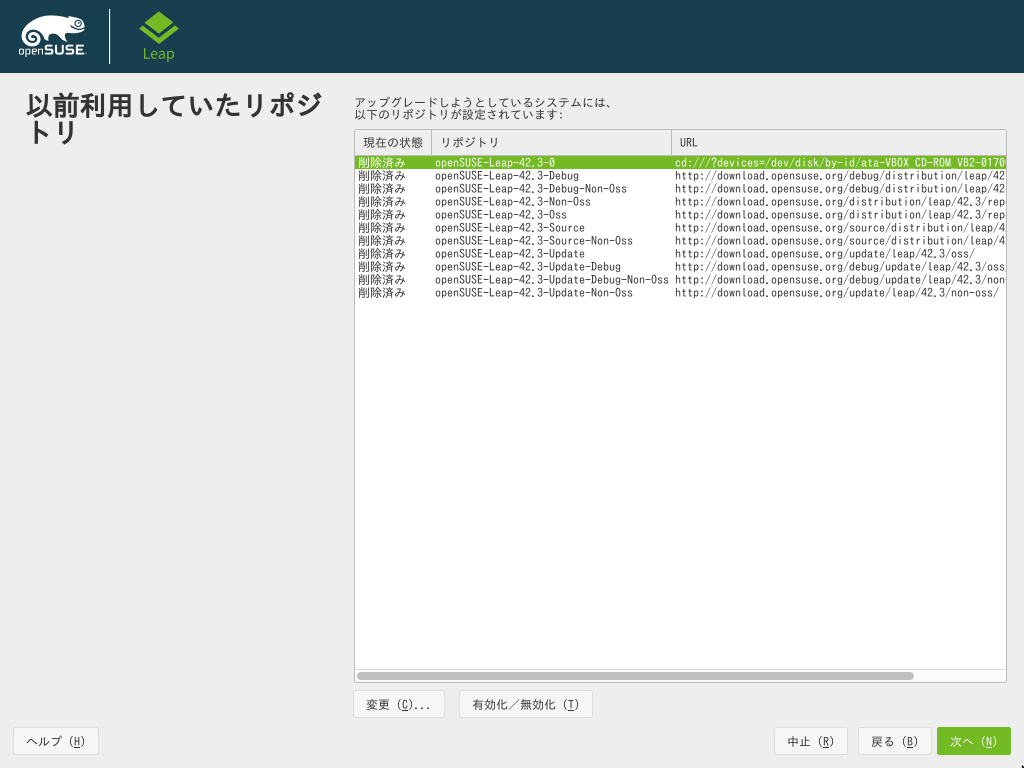 openSUSE.
Leap
以前利用していたリポジ
トリ
アップグレードしようとしているシステムには、
以下のリポジトリが設定されています:
現在の状態 リポジトリ URL
削除済み openSUSE-Leap-42.3-0 cd:///?devices=/dev/disk/by-id/ata-VBOX_CD-ROM_VB2-0170
削除済み openSUSE-Leap-42.3-Debug http://download.opensuse.org/debug/distribution/leap/42
削除済み openSUSE-Leap-42.3-Debug-Non-Oss http://download.opensuse.org/debug/distribution/leap/42
削除済み openSUSE-Leap-42.3-Non-Oss http://download.opensuse.org/distribution/leap/42.3/rep
削除済み openSUSE-Leap-42.3-Oss http://download.opensuse.org/distribution/leap/42.3/rep
削除済み openSUSE-Leap-42.3-Source http://download.opensuse.org/source/distribution/leap/4
削除済み openSUSE-Leap-42.3-Source-Non-Oss http://download.opensuse.org/source/distribution/leap/4
削除済み openSUSE-Leap-42.3-Update http://download.opensuse.org/update/leap/42.3/oss/
削除済み openSUSE-Leap-42.3-Update-Debug http://download.opensuse.org/debug/update/leap/42.3/oss
削除済み openSUSE-Leap-42.3-Update-Debug-Non-Oss http://download.opensuse.org/debug/update/leap/42.3/non
削除済み openSUSE-Leap-42.3-Update-Non-Oss http://download.opensuse.org/update/leap/42.3/non-oss/
変更 (C)... 有効化/無効化 (T)
ヘルプ (H) 中止 (R) 戻る (B) 次へ (N)